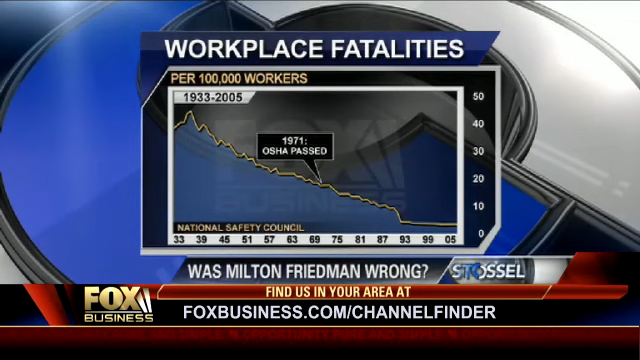 WORKPLACE FATALITIES
PER 100,000 WORKERS
1933-2005
50
40
30
20
10
0
1971:
OSHA PASSED
FOX
BUSINESS
NATIONAL SAFETY COUNCIL
33 39 45 51 57 63 69 75 81 87 93 99 05
WAS MILTON FRIEDMAN WRONG?
STOSSEL
FOX
BUSINESS
FIND US IN YOUR AREA AT
FOXBUSINESS.COM/CHANNELFINDER